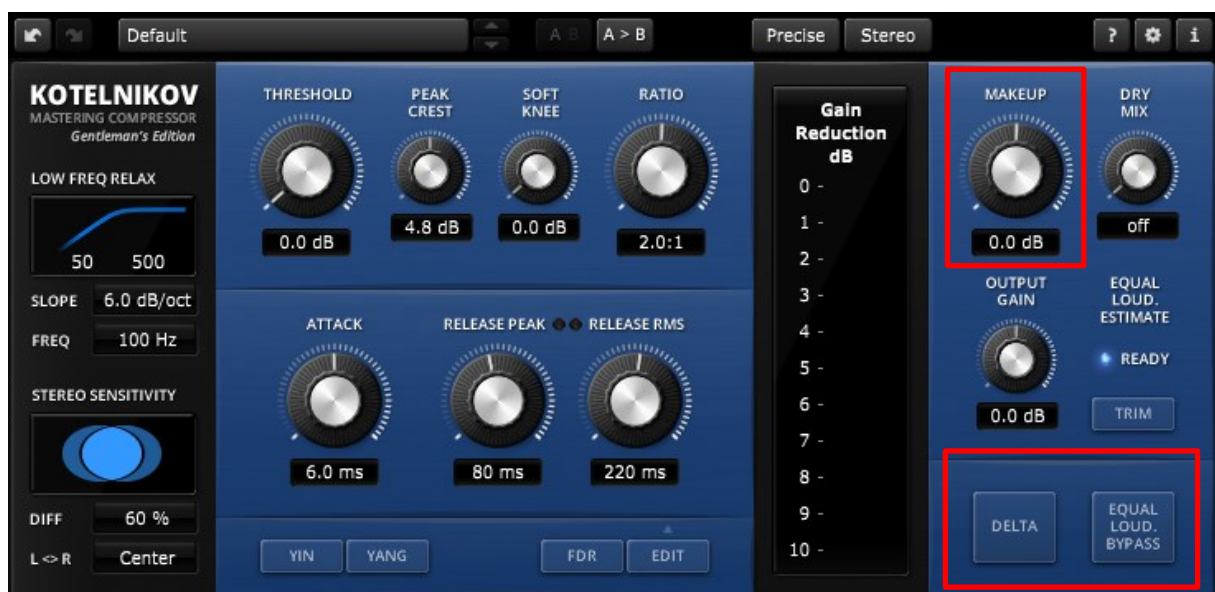 Default
A B
A > B
Precise
Stereo
?
i
KOTELNIKOV
MASTERING COMPRESSOR
Gentleman's Edition
LOW FREQ RELAX
50 500
SLOPE 6.0 dB/oct
FREQ 100 Hz
STEREO SENSITIVITY
DIFF 60 %
L <> R Center
THRESHOLD
0.0 dB
PEAK
CREST
4.8 dB
SOFT
KNEE
0.0 dB
RATIO
2.0:1
ATTACK
6.0 ms
RELEASE PEAK
80 ms
RELEASE RMS
220 ms
YIN
YANG
FDR
EDIT
Gain
Reduction
dB
0 -
1 -
2 -
3 -
4 -
5 -
6 -
7 -
8 -
9 -
10 -
MAKEUP
0.0 dB
DRY
MIX
off
OUTPUT
GAIN
0.0 dB
EQUAL
LOUD.
ESTIMATE
READY
TRIM
DELTA
EQUAL
LOUD.
BYPASS